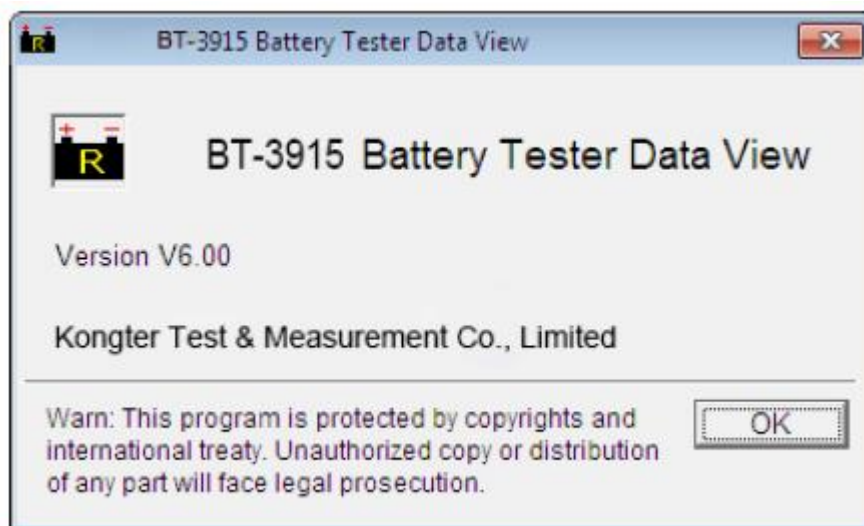 BT-3915 Battery Tester Data View
+ -
R
BT-3915 Battery Tester Data View
Version V6.00
Kongter Test & Measurement Co., Limited
Warn: This program is protected by copyrights and
international treaty. Unauthorized copy or distribution
of any part will face legal prosecution.
OK